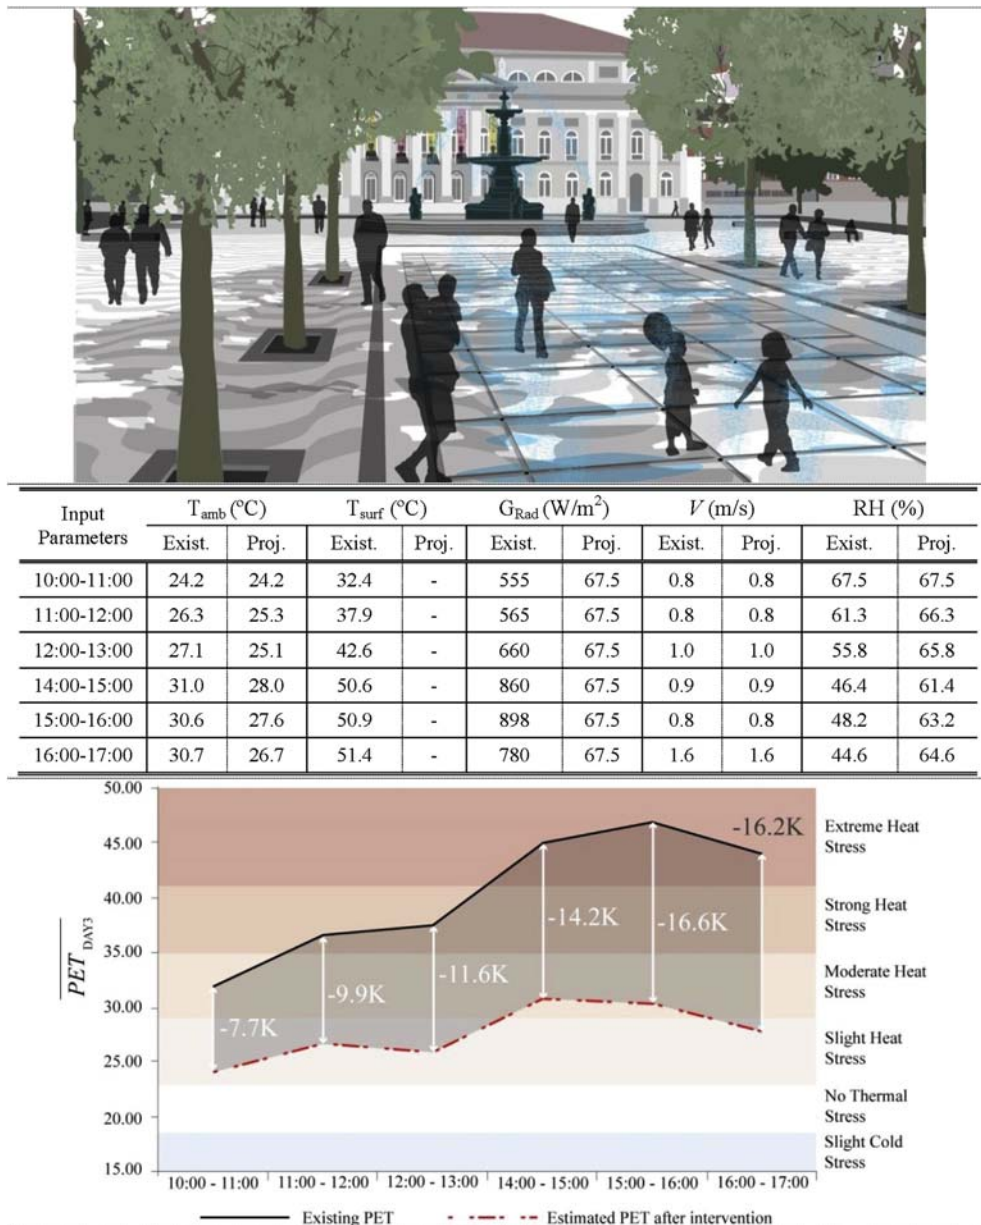 Input Parameters T_amb (ºC) T_surf (ºC) G_Rad (W/m²) V (m/s) RH (%)
Exist. Proj. Exist. Proj. Exist. Proj. Exist. Proj. Exist. Proj.
10:00-11:00 24.2 24.2 32.4 - 555 67.5 0.8 0.8 67.5 67.5
11:00-12:00 26.3 25.3 37.9 - 565 67.5 0.8 0.8 61.3 66.3
12:00-13:00 27.1 25.1 42.6 - 660 67.5 1.0 1.0 55.8 65.8
14:00-15:00 31.0 28.0 50.6 - 860 67.5 0.9 0.9 46.4 61.4
15:00-16:00 30.6 27.6 50.9 - 898 67.5 0.8 0.8 48.2 63.2
16:00-17:00 30.7 26.7 51.4 - 780 67.5 1.6 1.6 44.6 64.6
PET DAY3
50.00
45.00
40.00
35.00
30.00
25.00
20.00
15.00
-7.7K
-9.9K
-11.6K
-14.2K
-16.6K
-16.2K
Extreme Heat
Stress
Strong Heat
Stress
Moderate Heat
Stress
Slight Heat
Stress
No Thermal
Stress
Slight Cold
Stress
10:00 - 11:00 11:00 - 12:00 12:00 - 13:00 14:00 - 15:00 15:00 - 16:00 16:00 - 17:00
Existing PET Estimated PET after intervention